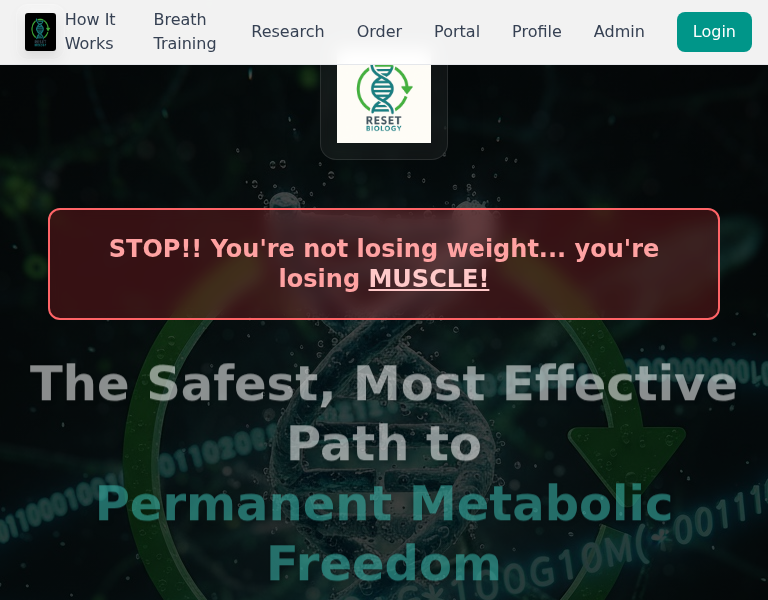 How It
Works
Breath
Training
Research
Order
Portal
Profile
Admin
Login
RESET
BIOLOGY
STOP!! You're not losing weight... you're
losing MUSCLE!
The Safest, Most Effective
Path to
Permanent Metabolic
Freedom